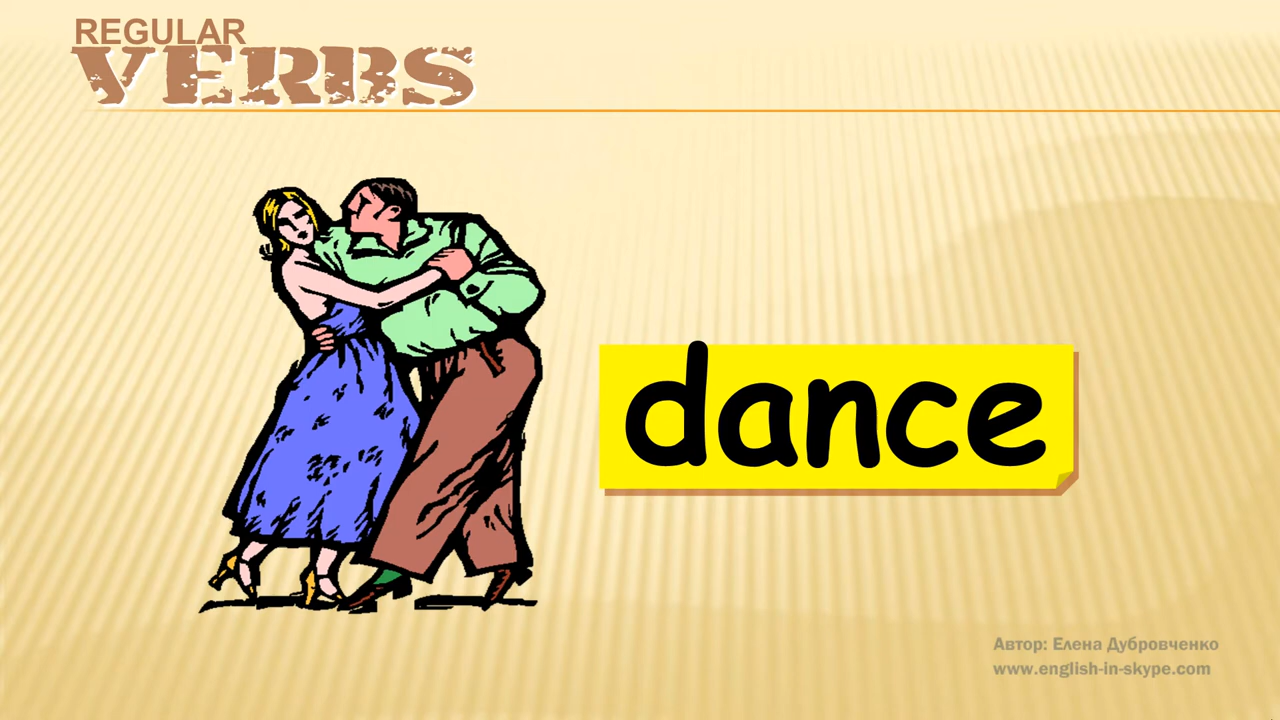 REGULAR
VERBS
dance
Автор: Елена Дубровченко
www.english-in-skype.com